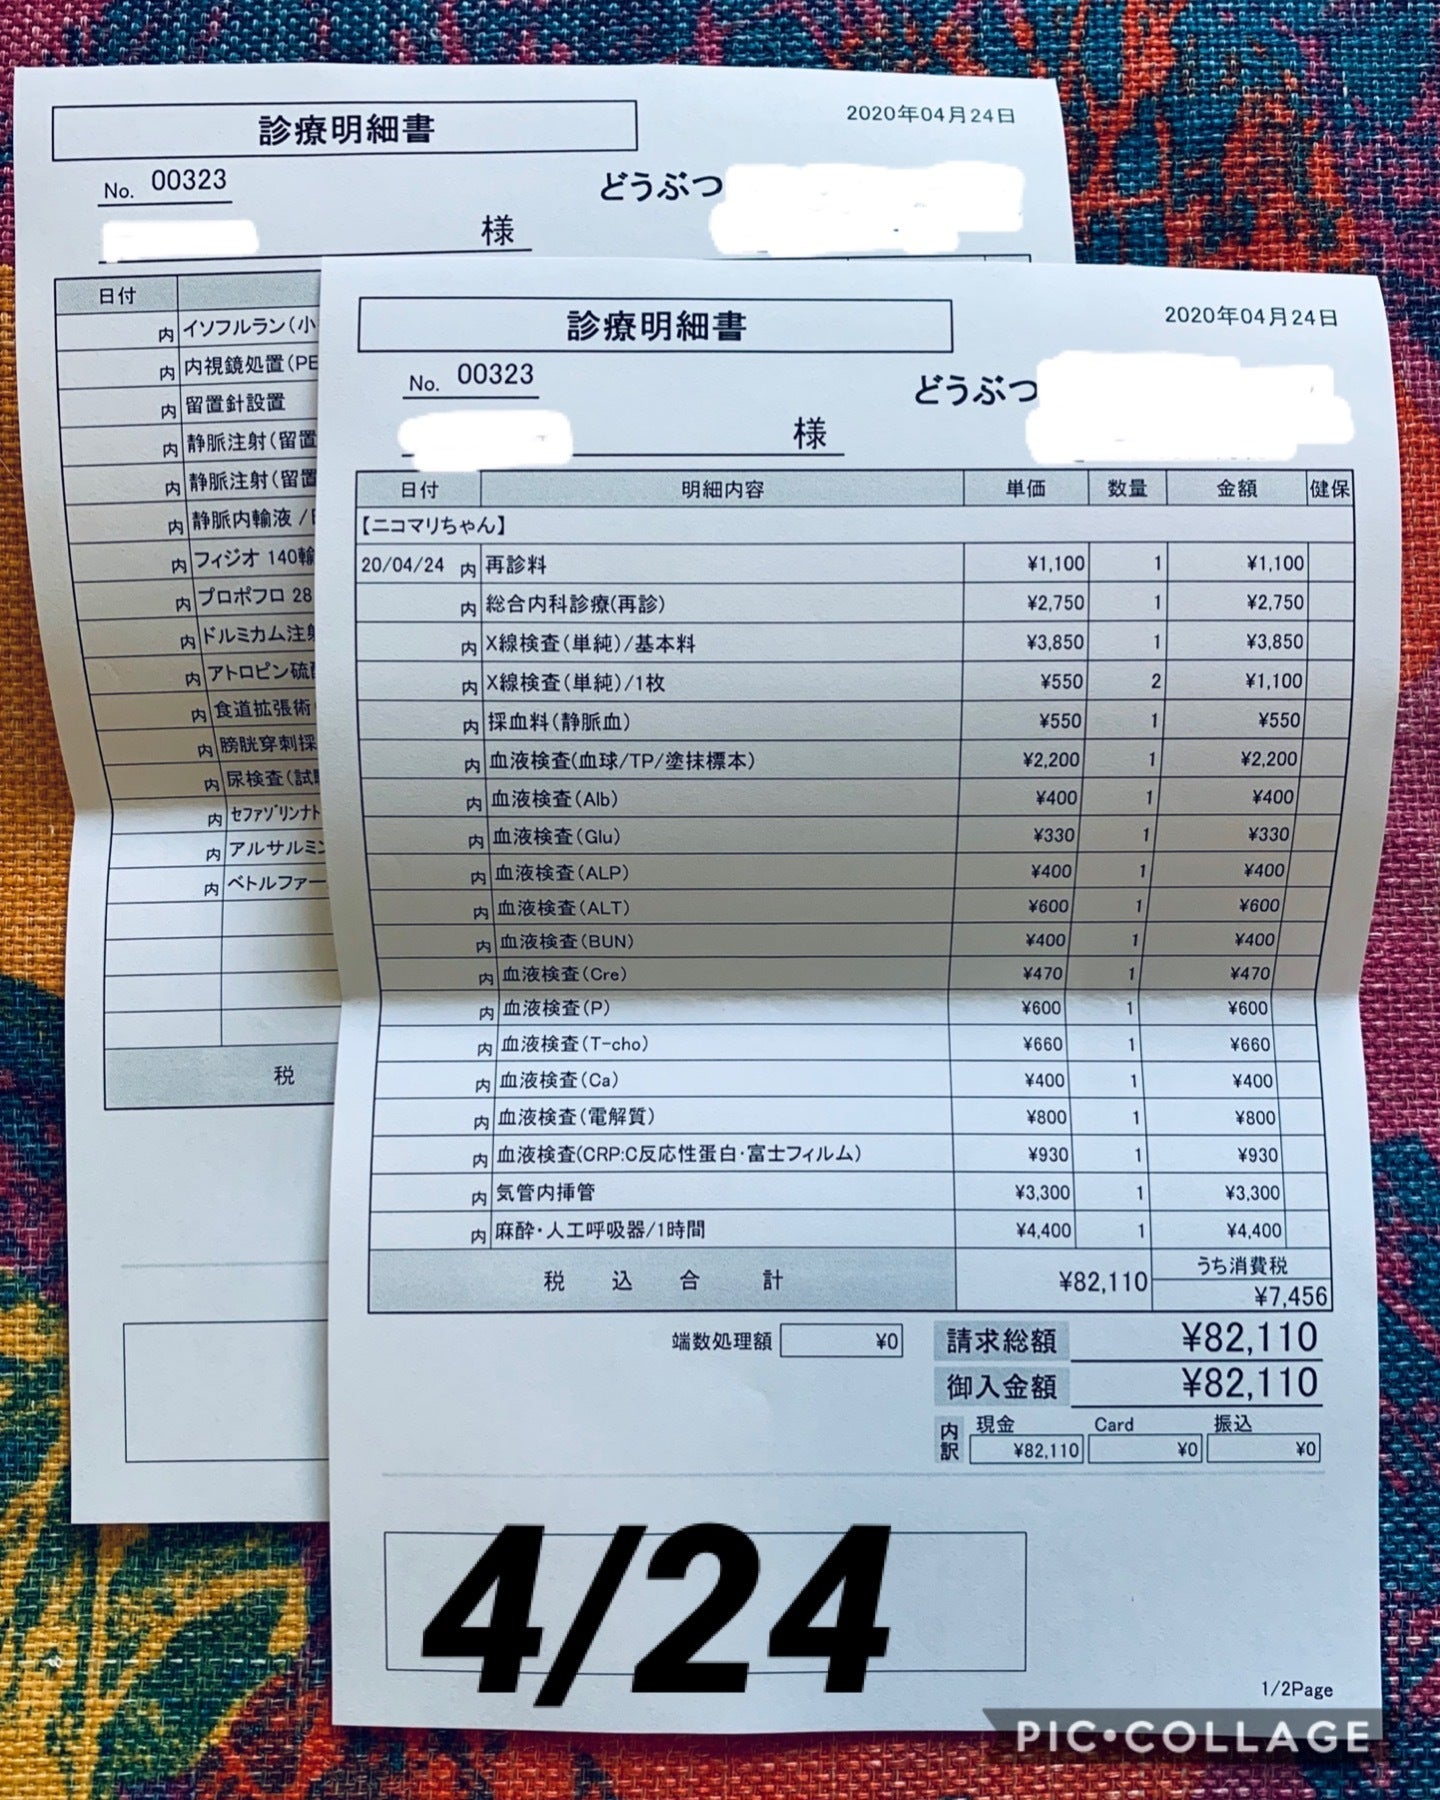 診療明細書
2020年04月24日
No. 00323
どうぶつ
様
日付
内 イソフルラン(小
内 内視鏡処置(PE
内 留置針設置
内 静脈注射(留置
内 静脈注射(留置
内 静脈内輸液 /
内 フィジオ 140輸
内 プロポフロ 28
内 ドルミカム注射
内 アトロピン硫酸
内 食道拡張術
内 膀胱穿刺採
内 尿検査(試験
内 セファゾリンナト
内 アルサルミン
内 ベトルファー
税
診療明細書
2020年04月24日
No. 00323
どうぶつ
様
日付 明細内容 単価 数量 金額 健保
【ニコマリちゃん】
20/04/24 内 再診料 ¥1,100 1 ¥1,100
内 総合内科診療(再診) ¥2,750 1 ¥2,750
内 X線検査(単純)/基本料 ¥3,850 1 ¥3,850
内 X線検査(単純)/1枚 ¥550 2 ¥1,100
内 採血料(静脈血) ¥550 1 ¥550
内 血液検査(血球/TP/塗抹標本) ¥2,200 1 ¥2,200
内 血液検査(Alb) ¥400 1 ¥400
内 血液検査(Glu) ¥330 1 ¥330
内 血液検査(ALP) ¥400 1 ¥400
内 血液検査(ALT) ¥600 1 ¥600
内 血液検査(BUN) ¥400 1 ¥400
内 血液検査(Cre) ¥470 1 ¥470
内 血液検査(P) ¥600 1 ¥600
内 血液検査(T-cho) ¥660 1 ¥660
内 血液検査(Ca) ¥400 1 ¥400
内 血液検査(電解質) ¥800 1 ¥800
内 血液検査(CRP:C反応性蛋白・富士フィルム) ¥930 1 ¥930
内 気管内挿管 ¥3,300 1 ¥3,300
内 麻酔・人工呼吸器/1時間 ¥4,400 1 ¥4,400
税込合計 ¥82,110 うち消費税
¥7,456
端数処理額 ¥0 請求総額 ¥82,110
御入金額 ¥82,110
内訳 現金 Card 振込
¥82,110 ¥0 ¥0
4/24
1/2Page
PIC•COLLAGE